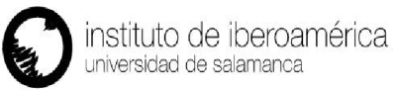 instituto de iberoamérica
universidad de salamanca